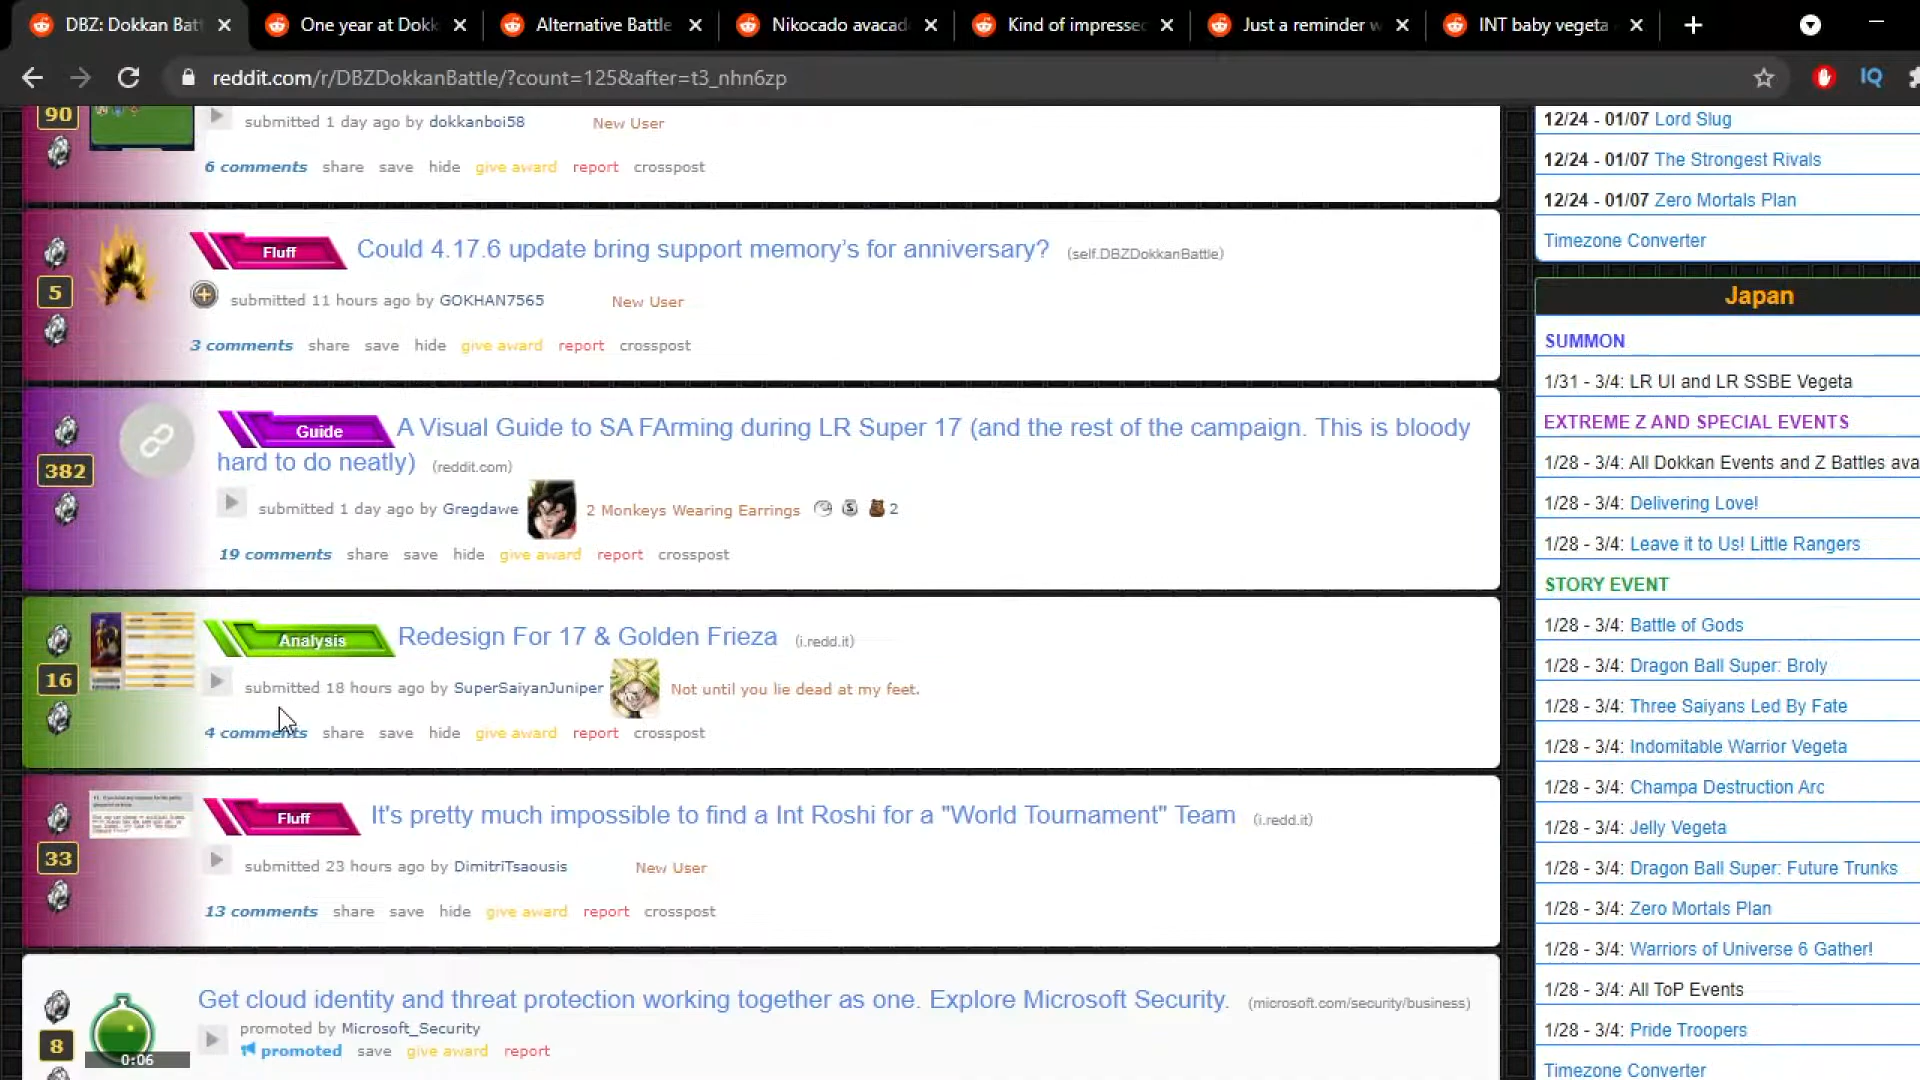 DBZ: Dokkan Bat
One year at Dokk
Alternative Battle
Nikocado avacad
Kind of impressec
Just a reminder w
INT baby vegeta
reddit.com/r/DBZDokkanBattle/?count=125&after=t3_nhn6zp
IQ
90
submitted 1 day ago by dokkanboi58 New User
6 comments share save hide give award report crosspost
5
Fluff Could 4.17.6 update bring support memory's for anniversary? (self.DBZDokkanBattle)
submitted 11 hours ago by GOKHAN7565 New User
3 comments share save hide give award report crosspost
382
Guide A Visual Guide to SA FArming during LR Super 17 (and the rest of the campaign. This is bloody
hard to do neatly) (reddit.com)
submitted 1 day ago by Gregdawe 2 Monkeys Wearing Earrings 2
19 comments share save hide give award report crosspost
16
Analysis Redesign For 17 & Golden Frieza (i.redd.it)
submitted 18 hours ago by SuperSaiyanJuniper Not until you lie dead at my feet.
4 comments share save hide give award report crosspost
33
Fluff It's pretty much impossible to find a Int Roshi for a "World Tournament" Team (i.redd.it)
submitted 23 hours ago by DimitriTsaousis New User
13 comments share save hide give award report crosspost
8
0:06
Get cloud identity and threat protection working together as one. Explore Microsoft Security. (microsoft.com/security/business)
promoted by Microsoft_Security
promoted save give award report
12/24 - 01/07 Lord Slug
12/24 - 01/07 The Strongest Rivals
12/24 - 01/07 Zero Mortals Plan
Timezone Converter
Japan
SUMMON
1/31 - 3/4: LR UI and LR SSBE Vegeta
EXTREME Z AND SPECIAL EVENTS
1/28 - 3/4: All Dokkan Events and Z Battles ava
1/28 - 3/4: Delivering Love!
1/28 - 3/4: Leave it to Us! Little Rangers
STORY EVENT
1/28 - 3/4: Battle of Gods
1/28 - 3/4: Dragon Ball Super: Broly
1/28 - 3/4: Three Saiyans Led By Fate
1/28 - 3/4: Indomitable Warrior Vegeta
1/28 - 3/4: Champa Destruction Arc
1/28 - 3/4: Jelly Vegeta
1/28 - 3/4: Dragon Ball Super: Future Trunks
1/28 - 3/4: Zero Mortals Plan
1/28 - 3/4: Warriors of Universe 6 Gather!
1/28 - 3/4: All ToP Events
1/28 - 3/4: Pride Troopers
Timezone Converter